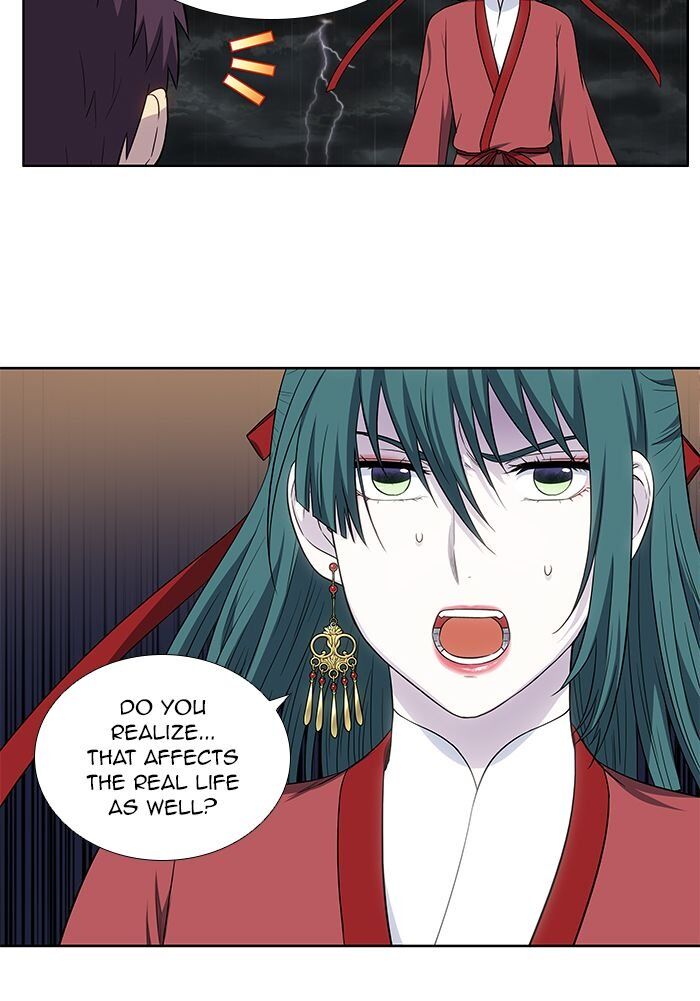 DO YOU
REALIZE...
THAT AFFECTS
THE REAL LIFE
AS WELL?